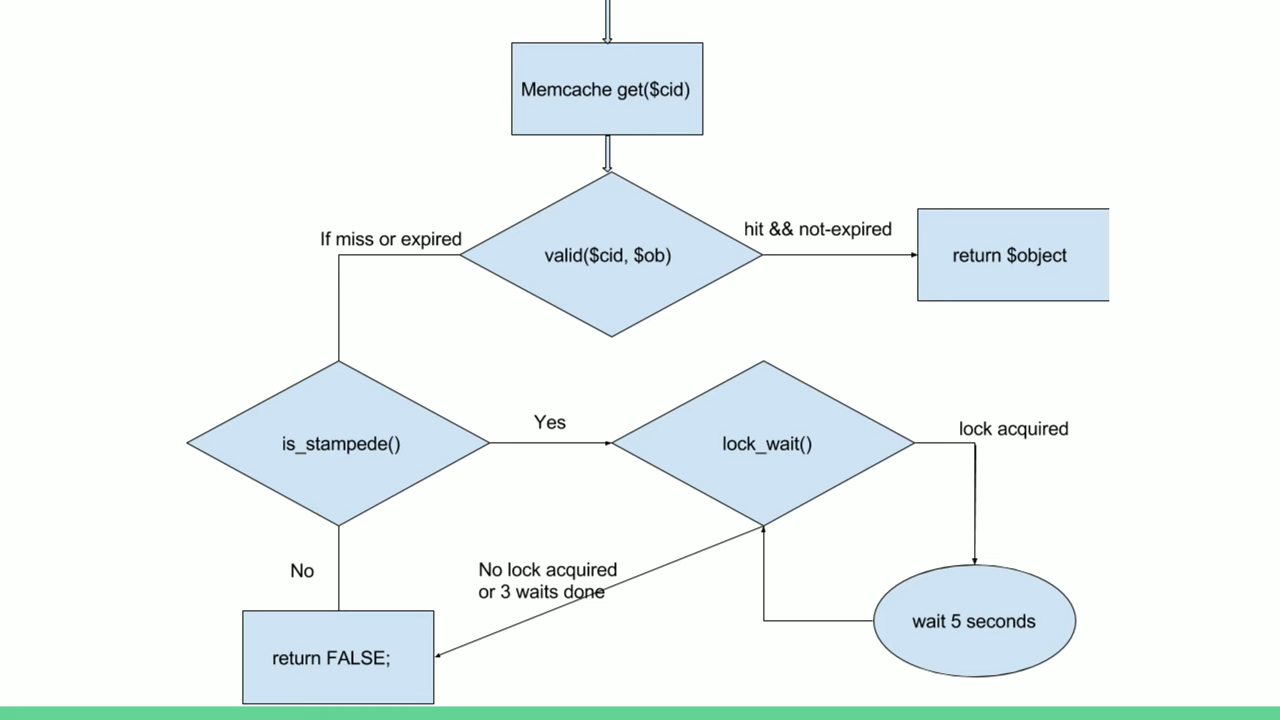 Memcache get($cid)
If miss or expired
valid($cid, $ob)
hit && not-expired
return $object
is_stampede()
Yes
lock_wait()
lock acquired
No
No lock acquired
or 3 waits done
wait 5 seconds
return FALSE;